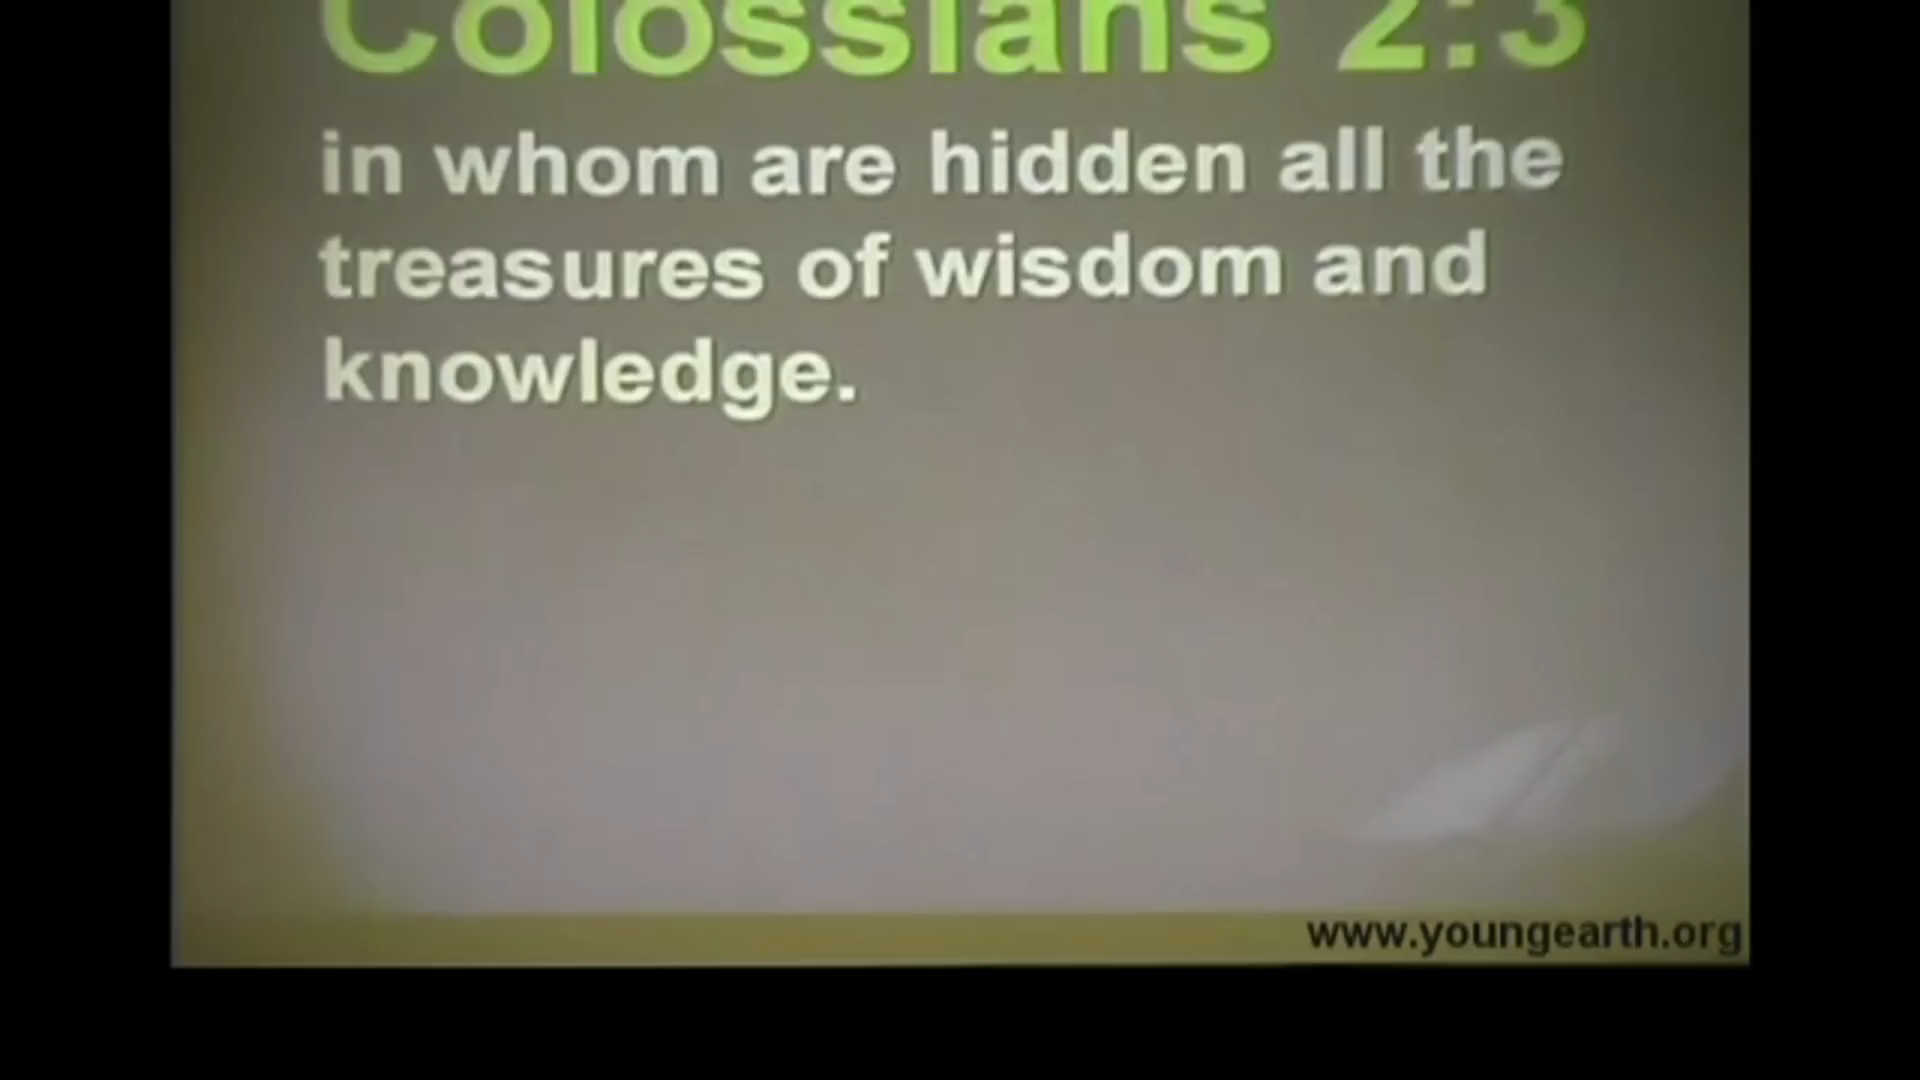 Colossians 2:3
in whom are hidden all the
treasures of wisdom and
knowledge.
www.youngearth.org